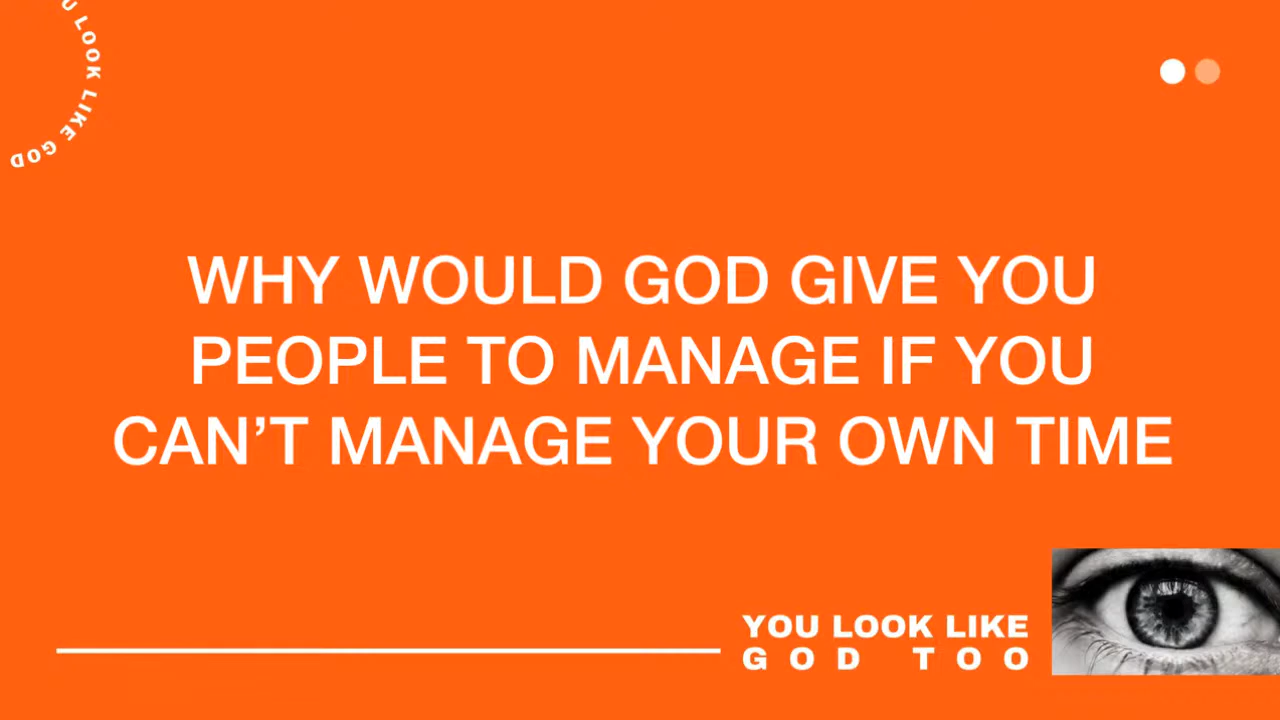 U LOOK LIKE GOD
WHY WOULD GOD GIVE YOU
PEOPLE TO MANAGE IF YOU
CAN’T MANAGE YOUR OWN TIME
YOU LOOK LIKE
GOD TOO